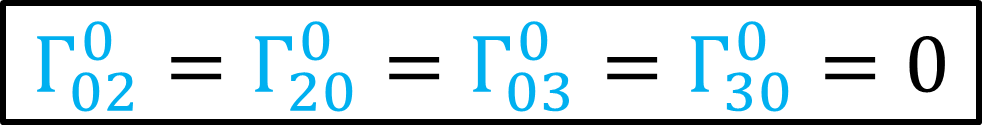 Γ⁰₀₂ = Γ⁰₂₀ = Γ⁰₀₃ = Γ⁰₃₀ = 0